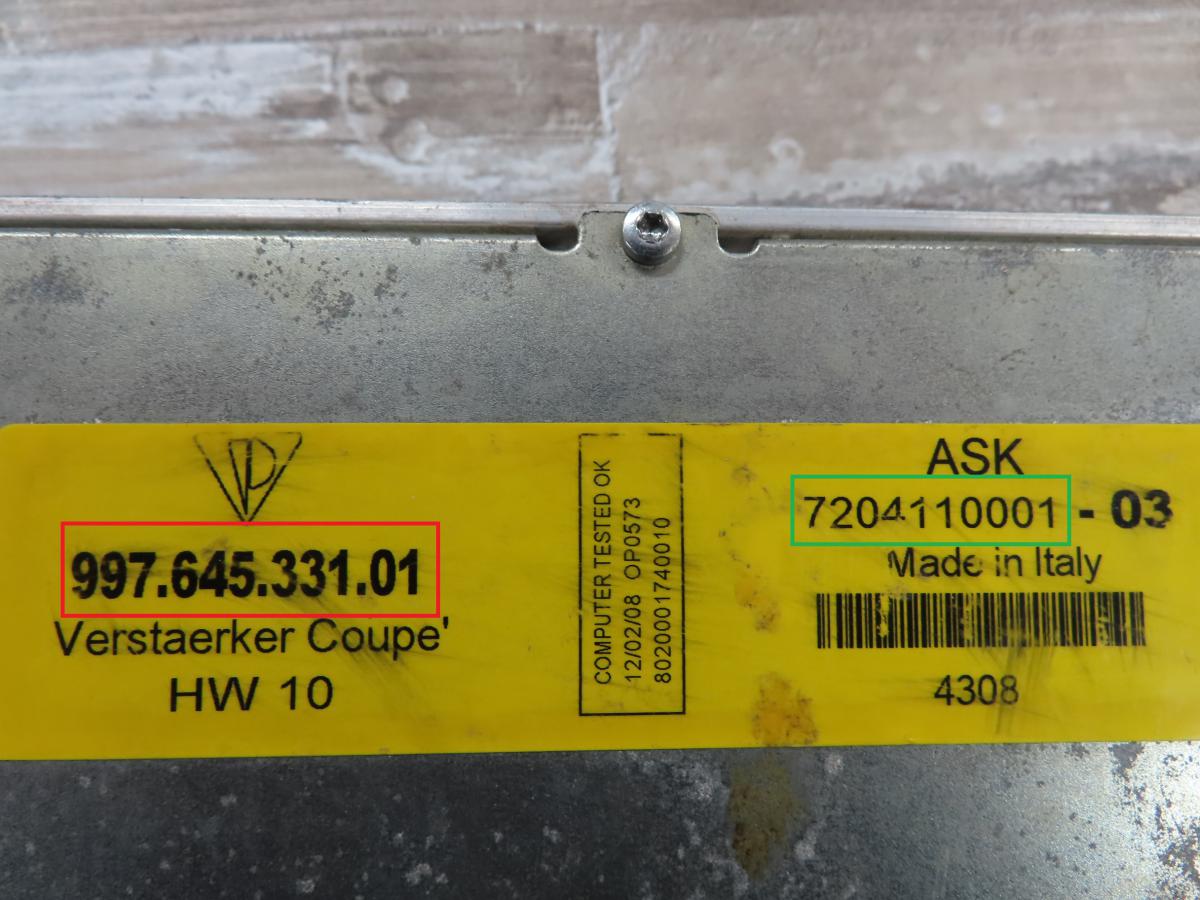 997.645.331.01
Verstaerker Coupe'
HW 10
COMPUTER TESTED OK
12/02/08 OP0573
8020001740010
ASK
7204110001 - 03
Made in Italy
4308